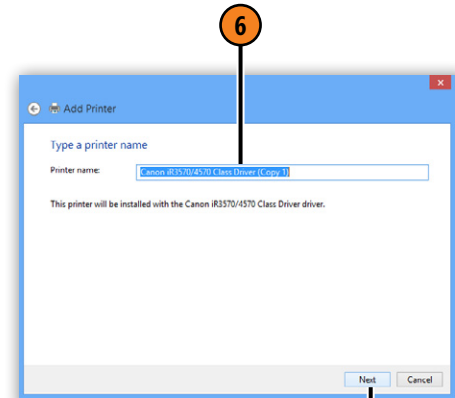 6
Add Printer
Type a printer name
Printer name: Canon iR3570/4570 Class Driver (Copy 1)
This printer will be installed with the Canon iR3570/4570 Class Driver driver.
Next Cancel